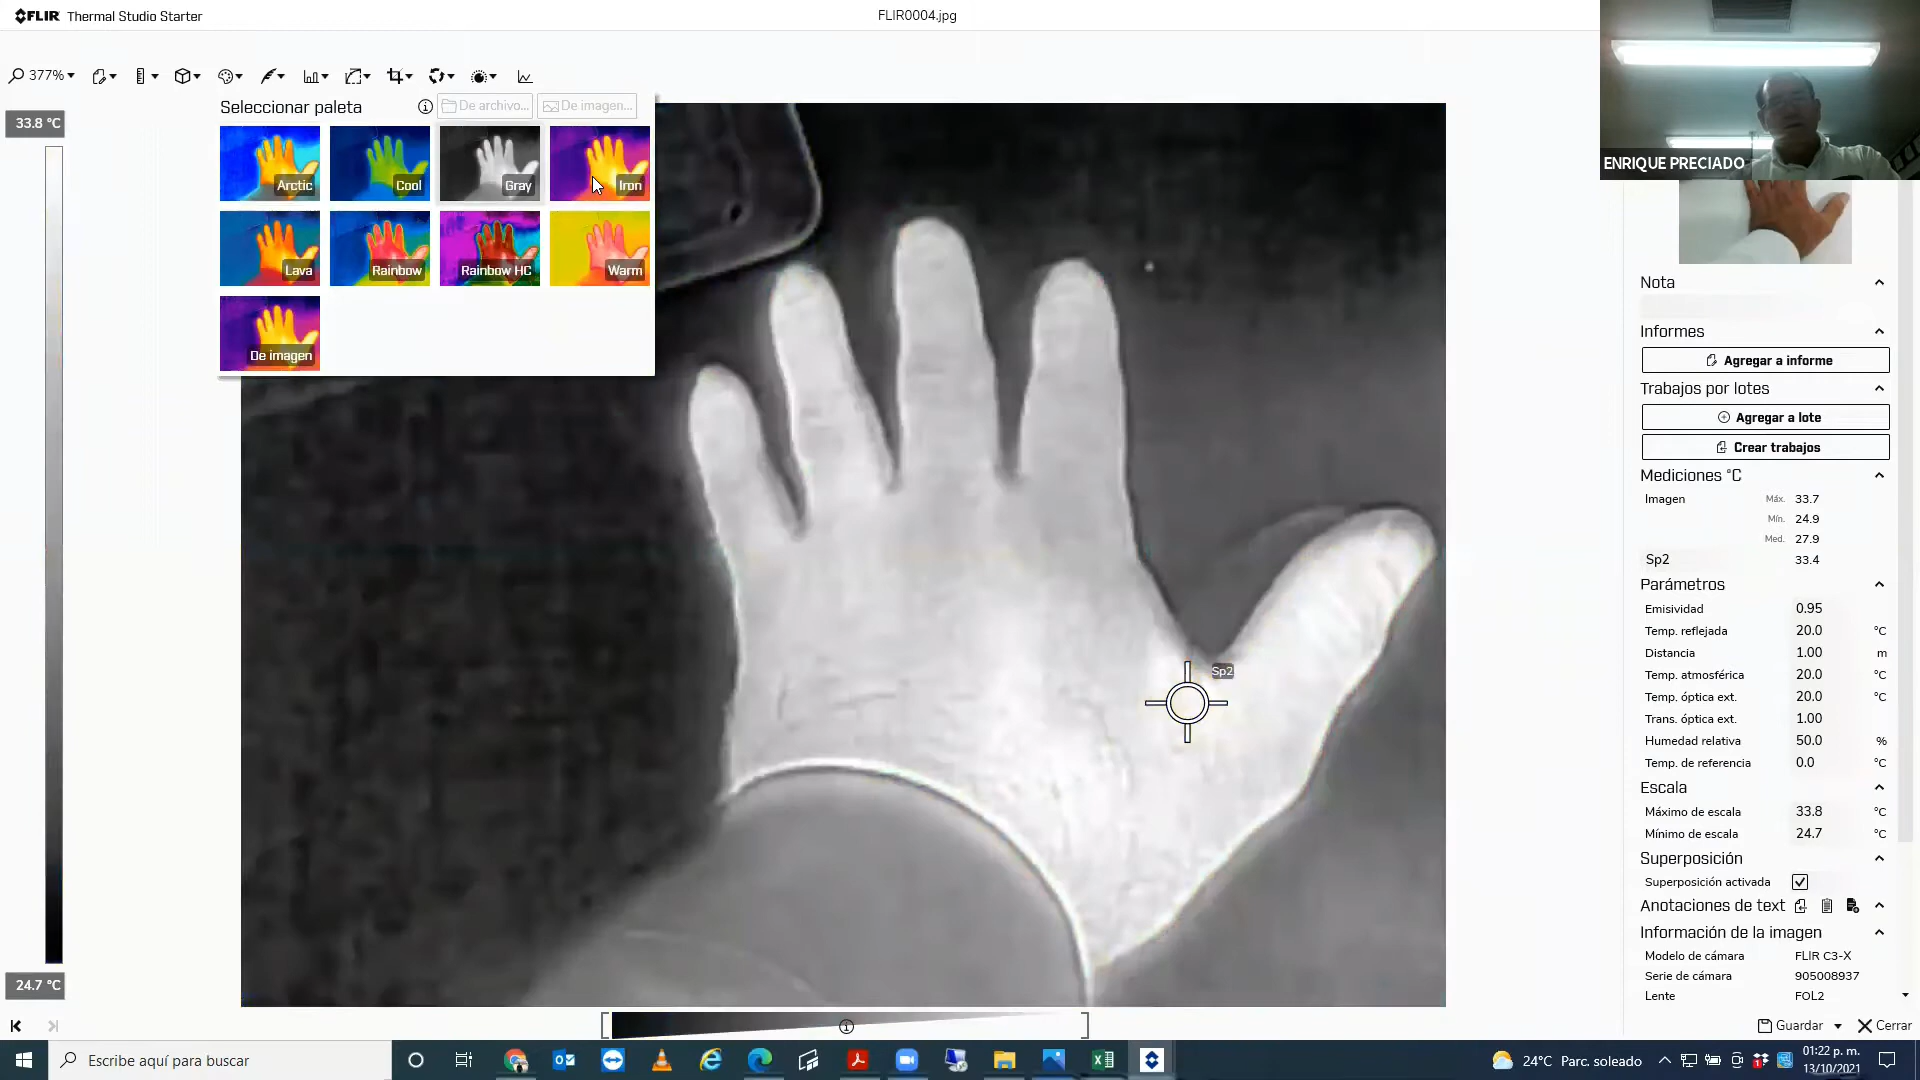 FLIR Thermal Studio Starter
FLIR0004.jpg
377%
Seleccionar paleta
De archivo...
De imagen...
Arctic
Cool
Gray
Iron
Lava
Rainbow
Rainbow HC
Warm
De imagen
33.8 °C
24.7 °C
Sp2
ENRIQUE PRECIADO
Nota
Informes
Agregar a informe
Trabajos por lotes
Agregar a lote
Crear trabajos
Mediciones °C
Imagen Máx. 33.7
Mín. 24.9
Med. 27.9
Sp2 33.4
Parámetros
Emisividad 0.95
Temp. reflejada 20.0 °C
Distancia 1.00 m
Temp. atmosférica 20.0 °C
Temp. óptica ext. 20.0 °C
Trans. óptica ext. 1.00
Humedad relativa 50.0 %
Temp. de referencia 0.0 °C
Escala
Máximo de escala 33.8 °C
Mínimo de escala 24.7 °C
Superposición
Superposición activada
Anotaciones de text
Información de la imagen
Modelo de cámara FLIR C3-X
Serie de cámara 905008937
Lente FOL2
Guardar
Cerrar
Escribe aquí para buscar
24°C Parc. soleado
01:22 p. m.
13/10/2021